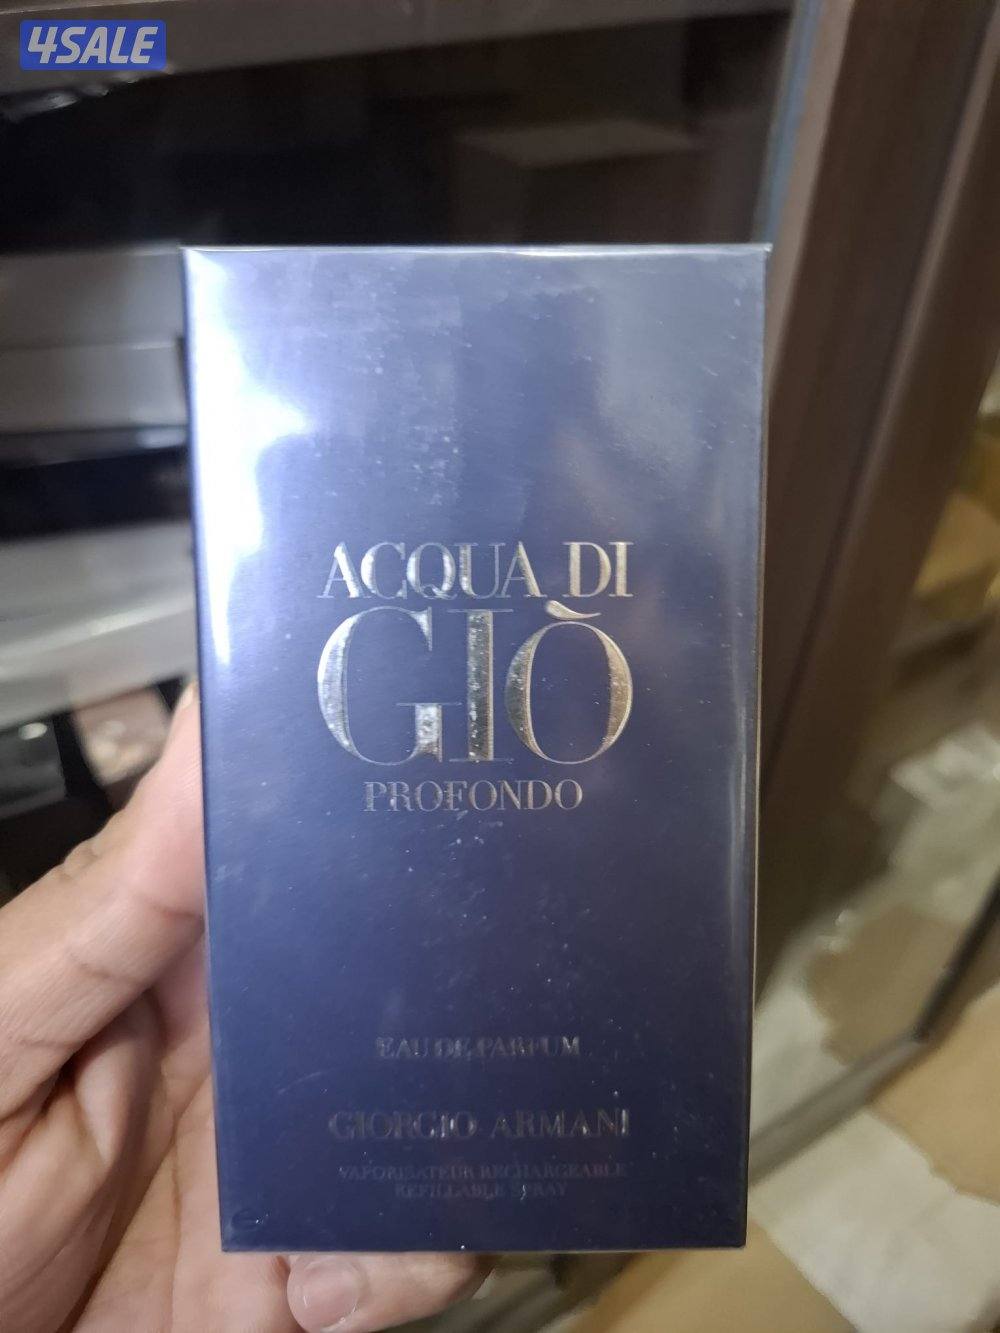 4SALE
ACQUA DI
GIÒ
PROFONDO
EAU DE PARFUM
GIORGIO ARMANI
VAPORISATEUR RECHARGEABLE
REFILLABLE SPRAY